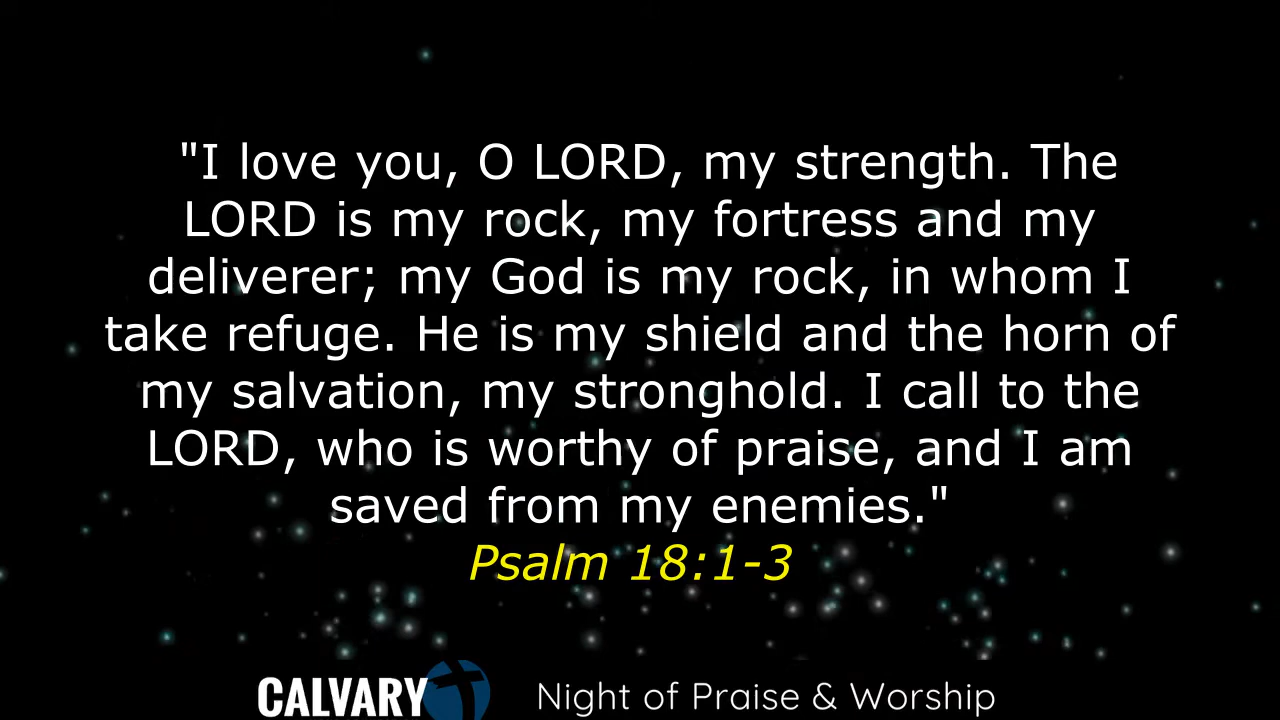 "I love you, O LORD, my strength. The
LORD is my rock, my fortress and my
deliverer; my God is my rock, in whom I
take refuge. He is my shield and the horn of
my salvation, my stronghold. I call to the
LORD, who is worthy of praise, and I am
saved from my enemies."
Psalm 18:1-3
CALVARY Night of Praise & Worship